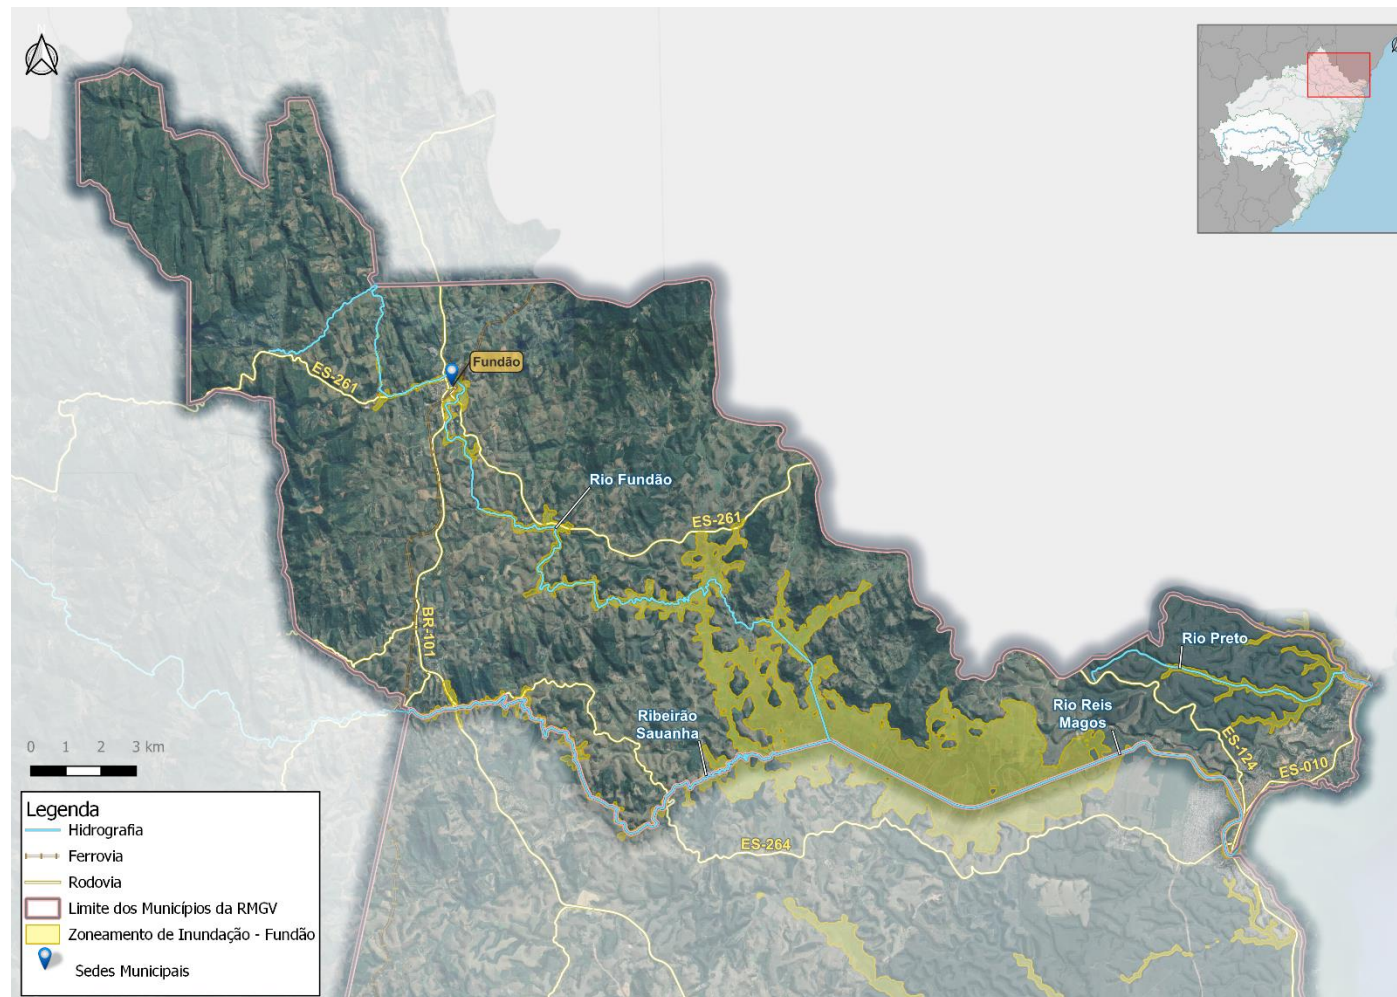 Fundão
ES-261
Rio Fundão
ES-261
BR-101
Rio Preto
Rio Reis
Magos
Ribeirão
Sauanha
ES-124
ES-010
ES-264
0 1 2 3 km
Legenda
Hidrografia
Ferrovia
Rodovia
Limite dos Municípios da RMGV
Zoneamento de Inundação - Fundão
Sedes Municipais